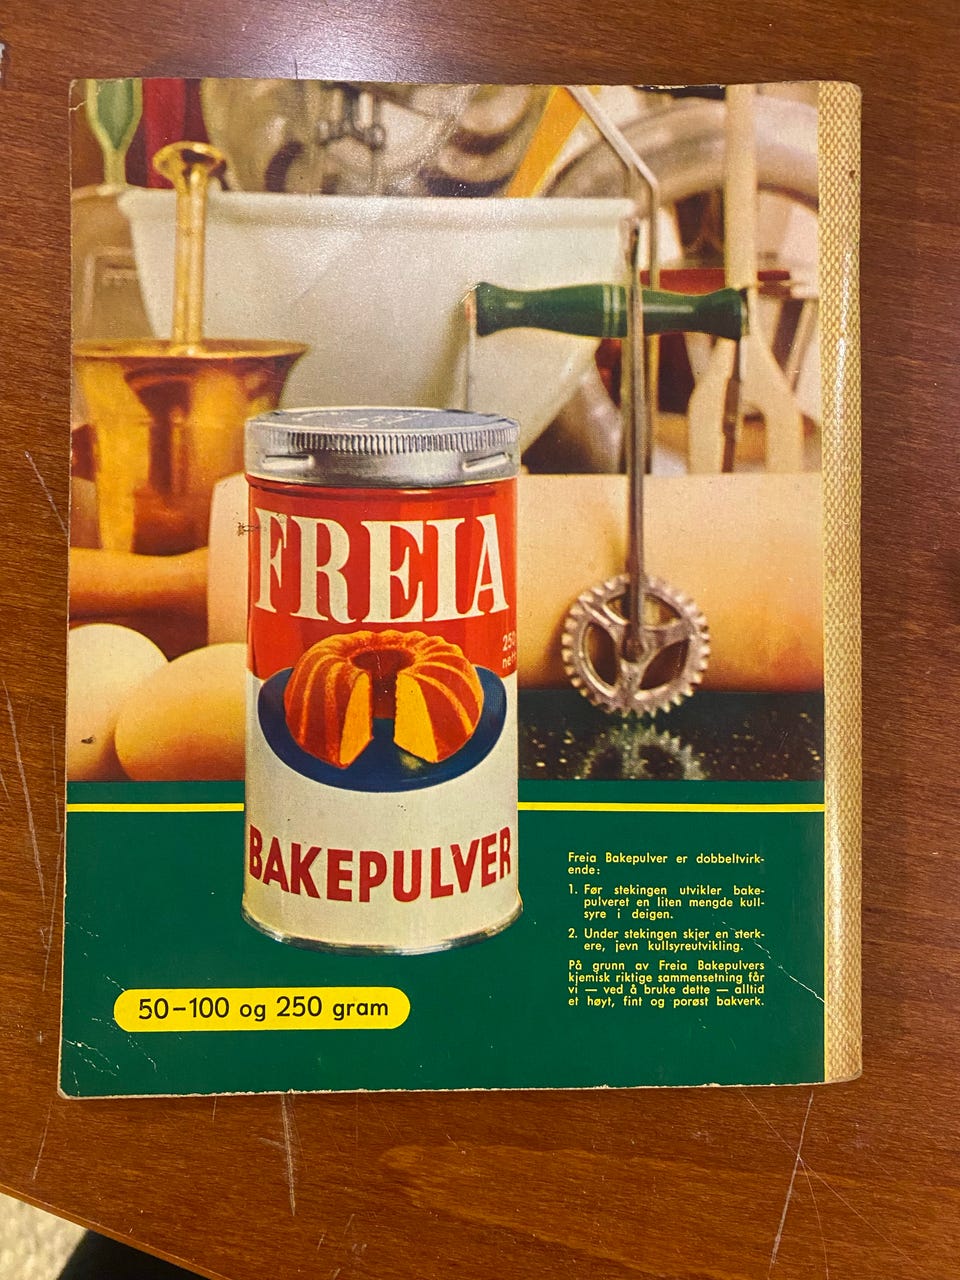 FREIA
250
BAKEPULVER
50–100 og 250 gram
Freia Bakepulver er dobbeltvirk-
ende:
1. Før stekingen utvikler bake-
pulveret en liten mengde kull-
syre i deigen.
2. Under stekingen skjer en sterk-
ere, jevn kullsyreutvikling.
På grunn av Freia Bakepulvers
kjemisk riktige sammensetning får
vi — ved å bruke dette — alltid
et høyt, fint og porøst bakverk.